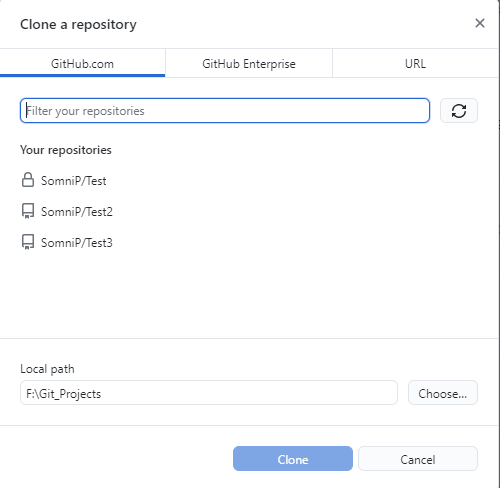 Clone a repository
GitHub.com GitHub Enterprise URL
Filter your repositories
Your repositories
SomniP/Test
SomniP/Test2
SomniP/Test3
Local path
F:\Git_Projects Choose...
Clone Cancel